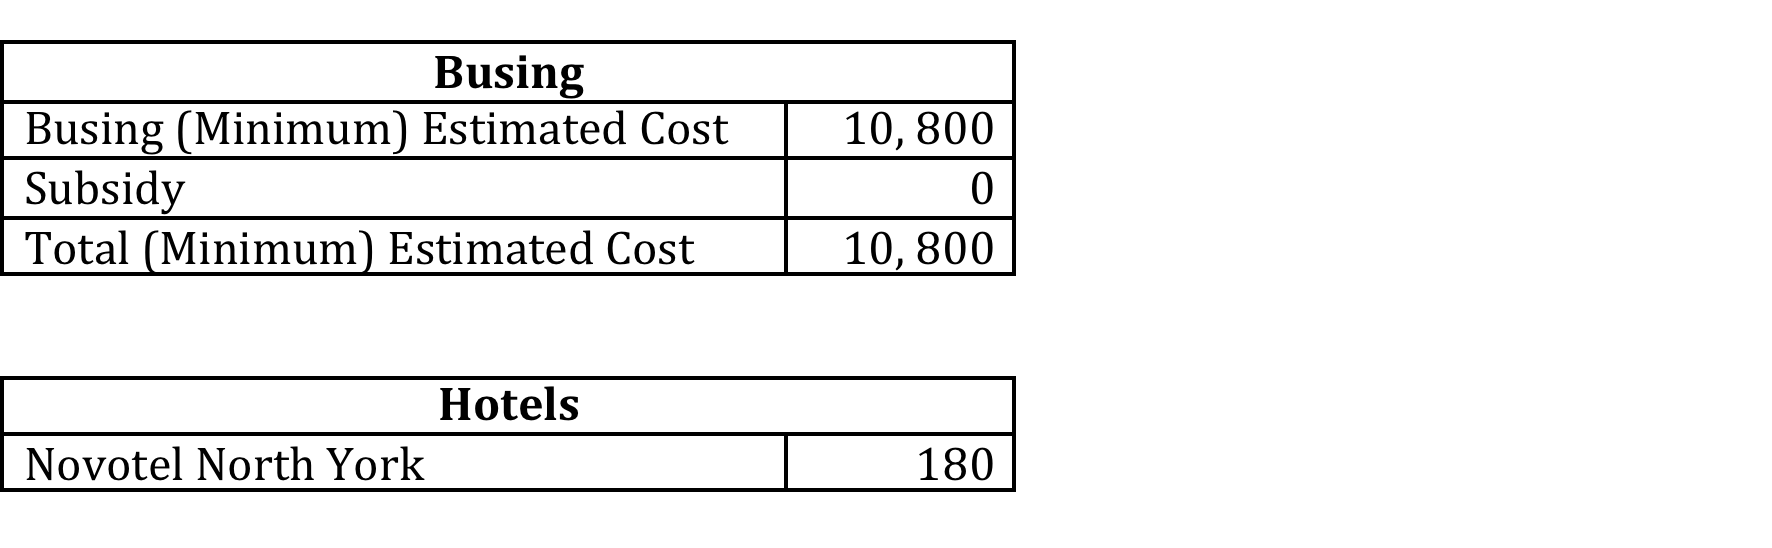 Busing
Busing (Minimum) Estimated Cost 10, 800
Subsidy 0
Total (Minimum) Estimated Cost 10, 800
Hotels
Novotel North York 180